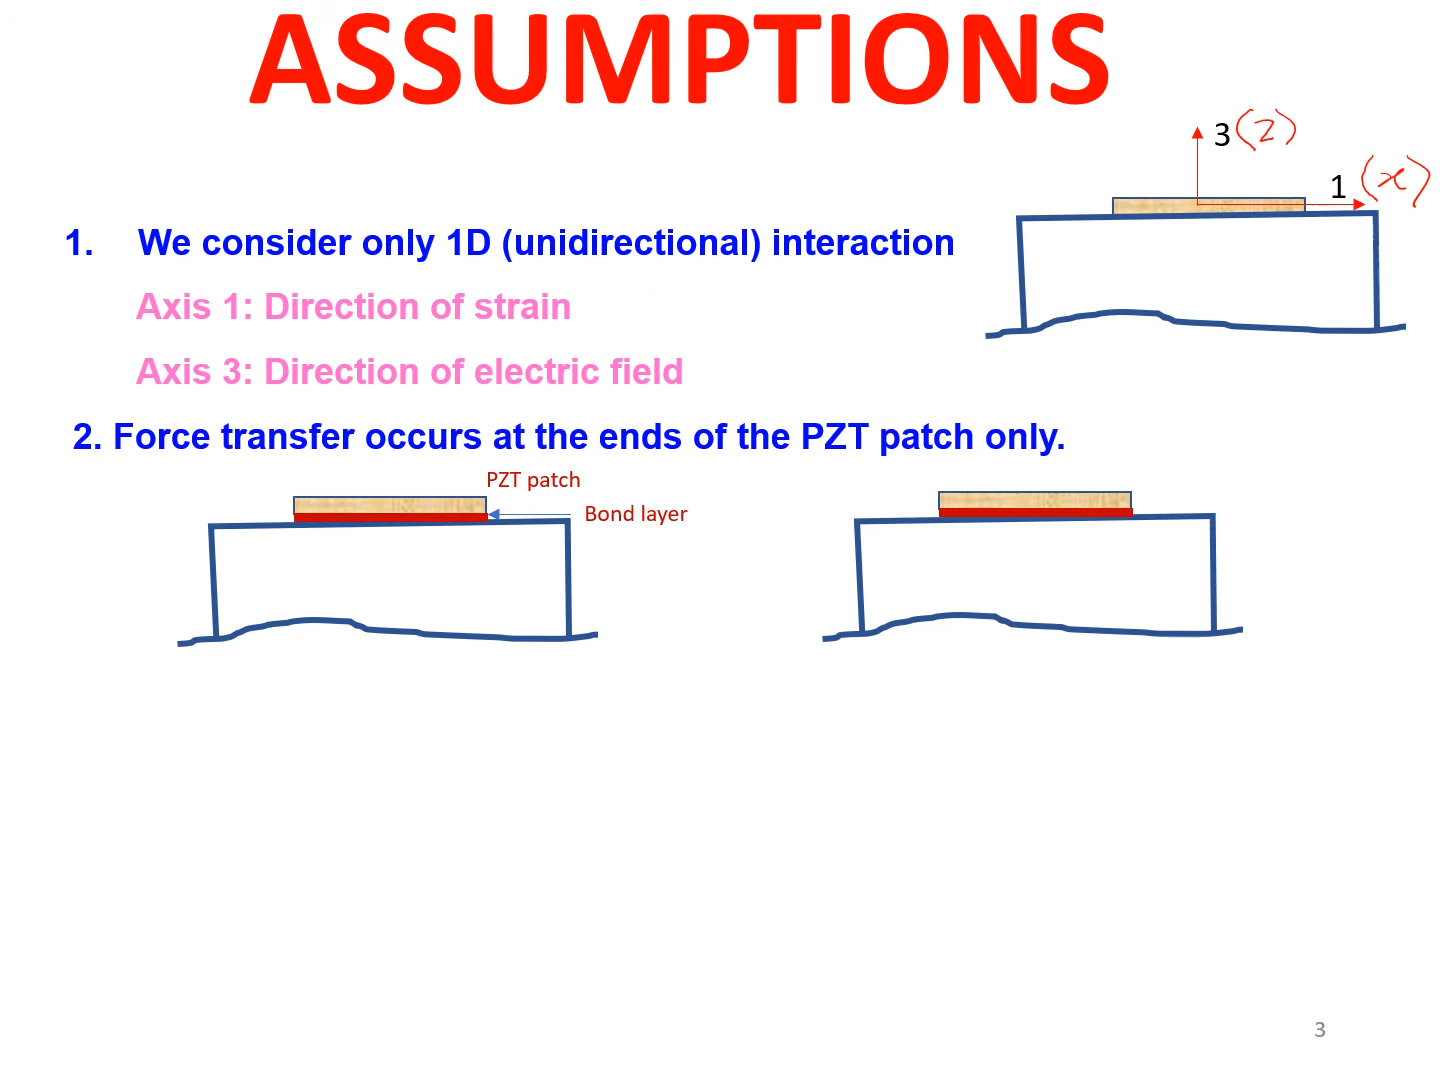 ASSUMPTIONS
3 (z)
1 (x)
1. We consider only 1D (unidirectional) interaction
Axis 1: Direction of strain
Axis 3: Direction of electric field
2. Force transfer occurs at the ends of the PZT patch only.
PZT patch
Bond layer
3